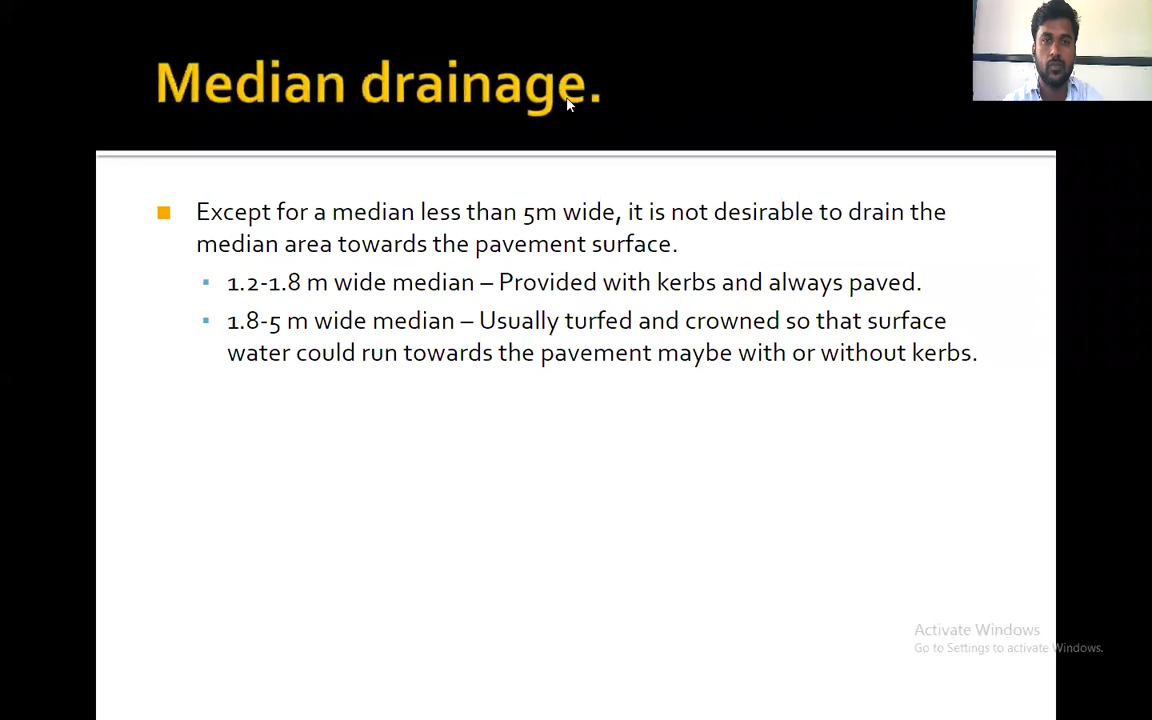 Median drainage.
Except for a median less than 5m wide, it is not desirable to drain the
median area towards the pavement surface.
1.2-1.8 m wide median – Provided with kerbs and always paved.
1.8-5 m wide median – Usually turfed and crowned so that surface
water could run towards the pavement maybe with or without kerbs.
Activate Windows
Go to Settings to activate Windows.